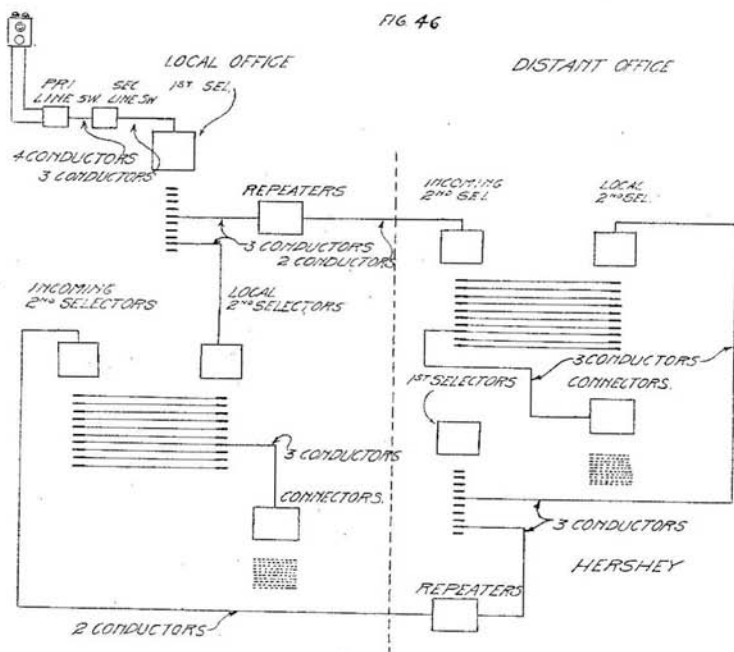 FIG. 46
LOCAL OFFICE
DISTANT OFFICE
PRI
LINE SW
SEC
LINE SW
1ST SEL.
4 CONDUCTORS
3 CONDUCTORS
REPEATERS
INCOMING
2ND SEL
LOCAL
2ND SEL.
3 CONDUCTORS
2 CONDUCTORS
INCOMING
2ND SELECTORS
LOCAL
2ND SELECTORS
3 CONDUCTORS
CONNECTORS.
1ST SELECTORS
3 CONDUCTORS
CONNECTORS.
3 CONDUCTORS
HERSHEY
REPEATERS
2 CONDUCTORS